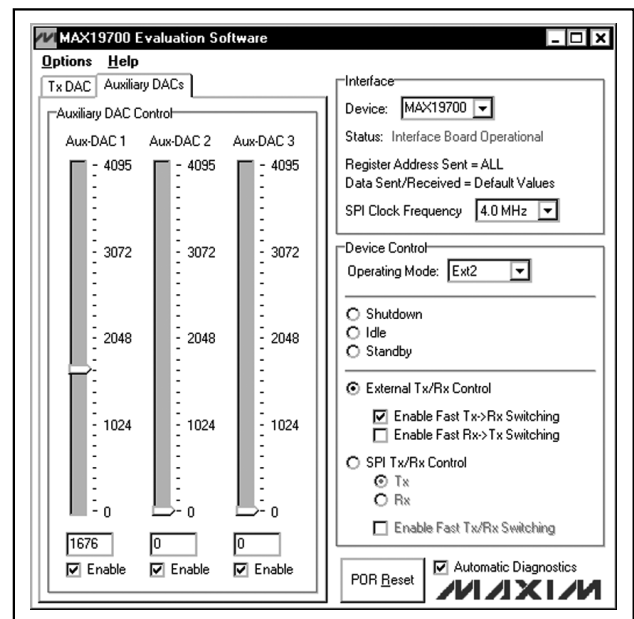 MAX19700 Evaluation Software
Options Help
Tx DAC Auxiliary DACs
Auxiliary DAC Control
Aux-DAC 1 Aux-DAC 2 Aux-DAC 3
4095 4095 4095
3072 3072 3072
2048 2048 2048
1024 1024 1024
0 0 0
1676 0 0
Enable Enable Enable
Interface
Device: MAX19700
Status: Interface Board Operational
Register Address Sent = ALL
Data Sent/Received = Default Values
SPI Clock Frequency 4.0 MHz
Device Control
Operating Mode: Ext2
Shutdown
Idle
Standby
External Tx/Rx Control
Enable Fast Tx->Rx Switching
Enable Fast Rx->Tx Switching
SPI Tx/Rx Control
Tx
Rx
Enable Fast Tx/Rx Switching
POR Reset
Automatic Diagnostics
MAXIM